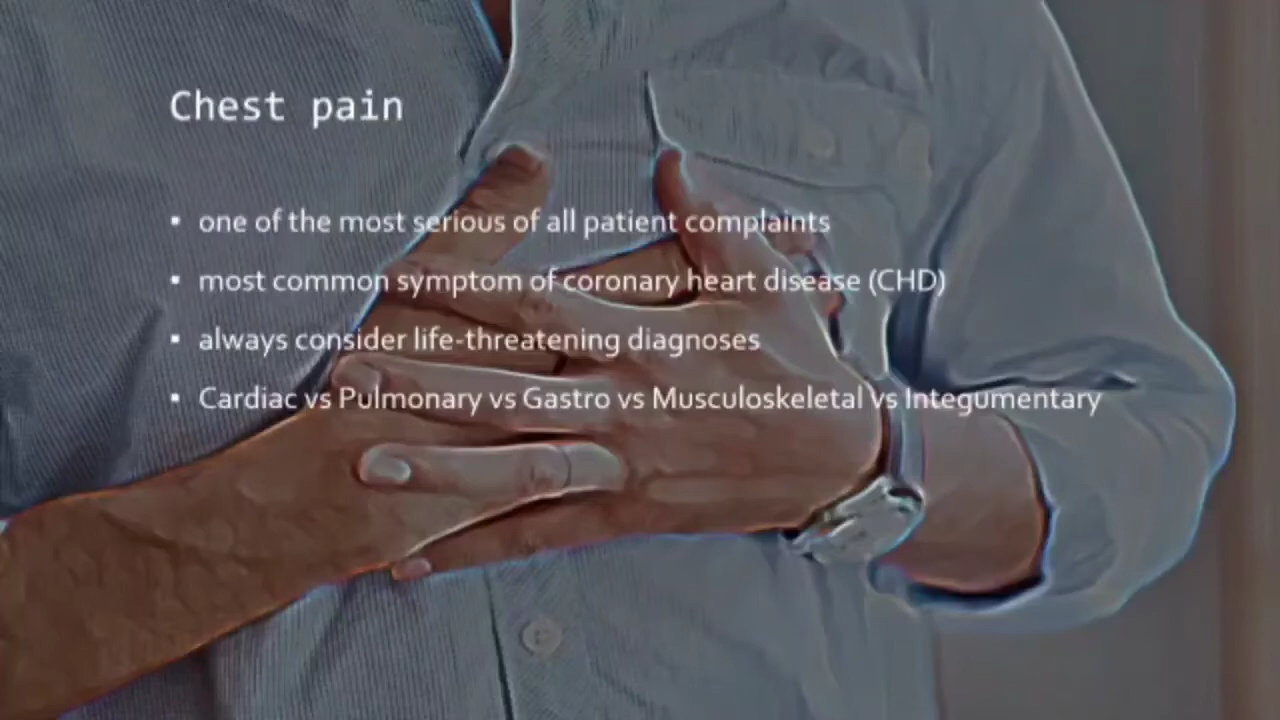 Chest pain
▪ one of the most serious of all patient complaints
▪ most common symptom of coronary heart disease (CHD)
▪ always consider life-threatening diagnoses
▪ Cardiac vs Pulmonary vs Gastro vs Musculoskeletal vs Integumentary